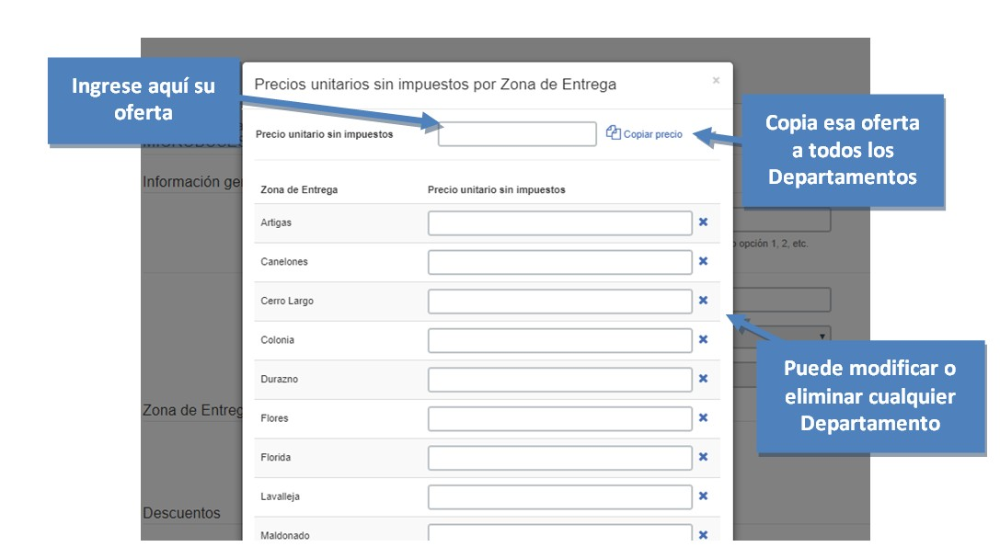 Ingrese aquí su
oferta
Precios unitarios sin impuestos por Zona de Entrega
×
Precio unitario sin impuestos
Copiar precio
Copia esa oferta
a todos los
Departamentos
Información ge
Zona de Entrega
Precio unitario sin impuestos
Artigas
opción 1, 2, etc.
Canelones
Cerro Largo
Colonia
Puede modificar o
eliminar cualquier
Departamento
Durazno
Zona de Entreg
Flores
Florida
Lavalleja
Descuentos
Maldonado